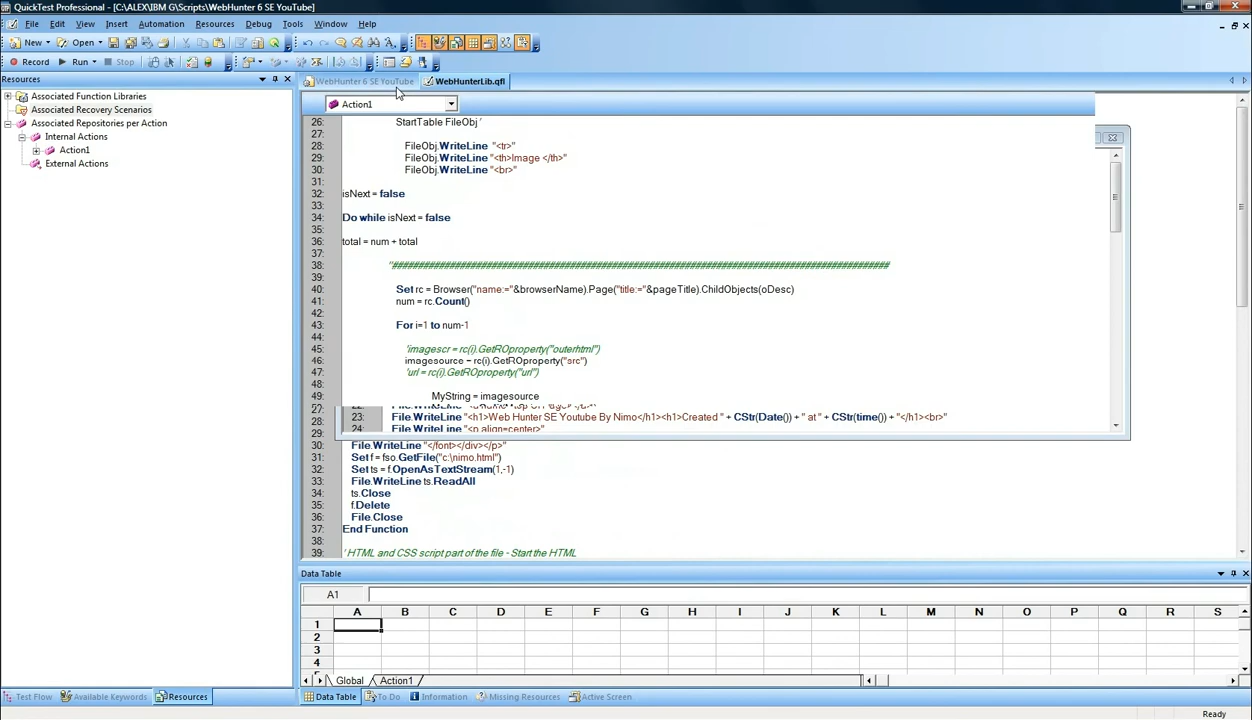 QuickTest Professional - [C:\ALEX\IBM G\Scripts\WebHunter 6 SE YouTube]
File Edit View Insert Automation Resources Debug Tools Window Help
New Open
Record Run Stop
Resources
Associated Function Libraries
Associated Recovery Scenarios
Associated Repositories per Action
Internal Actions
Action1
External Actions
WebHunter 6 SE YouTube WebHunterLib.qfl
Action1
26: StartTable FileObj '
27:
28: FileObj.WriteLine "<tr>"
29: FileObj.WriteLine "<th>Image </th>"
30: FileObj.WriteLine "<br>"
31:
32: isNext = false
33:
34: Do while isNext = false
35:
36: total = num + total
37:
38:
39:
40: Set rc = Browser("name:="&browserName).Page("title:="&pageTitle).ChildObjects(oDesc)
41: num = rc.Count()
42:
43: For i=1 to num-1
44:
45: 'imagescr = rc(i).GetROproperty("outerhtml")
46: imagesource = rc(i).GetROproperty("src")
47: 'url = rc(i).GetROproperty("url")
48:
49: MyString = imagesource
27:
28: 23: File.WriteLine "<h1>Web Hunter SE Youtube By Nimo</h1><h1>Created " + CStr(Date()) + " at " + CStr(time()) + "</h1><br>"
29: 24: File.WriteLine "<p align=center>"
30: File.WriteLine "</font></div></p>"
31: Set f = fso.GetFile("c:\nimo.html")
32: Set ts = f.OpenAsTextStream(1,-1)
33: File.WriteLine ts.ReadAll
34: ts.Close
35: f.Delete
36: File.Close
37: End Function
38:
39: ' HTML and CSS script part of the file - Start the HTML
Data Table
A1
A B C D E F G H I J K L M N O P Q R S
1
2
3
4
Global Action1
Test Flow Available Keywords Resources Data Table To Do Information Missing Resources Active Screen
Ready